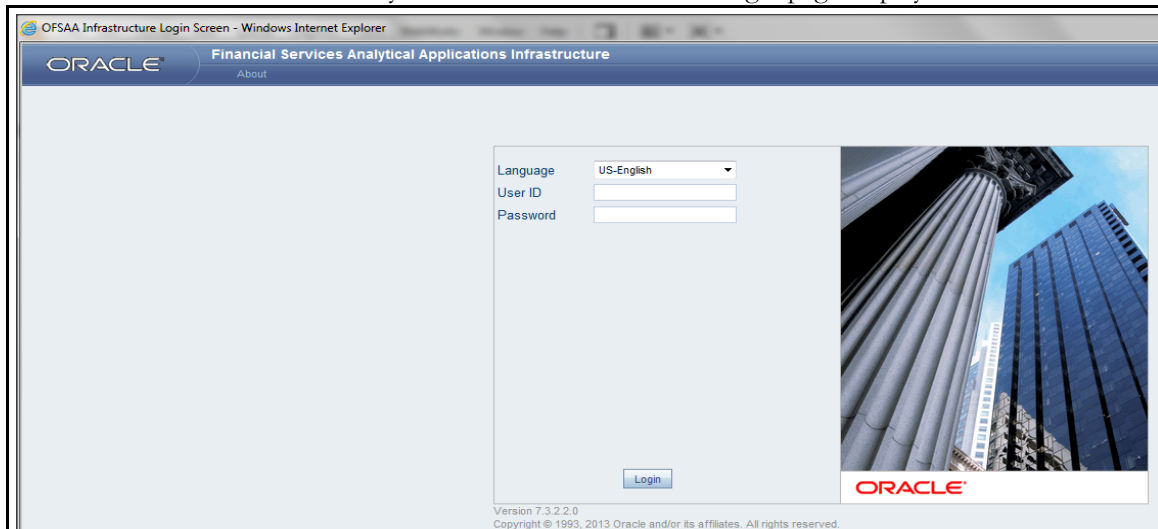 OFSAA Infrastructure Login Screen - Windows Internet Explorer
ORACLE
Financial Services Analytical Applications Infrastructure
About
Language US-English
User ID
Password
Login
ORACLE
Version 7.3.2.2.0
Copyright © 1993, 2013 Oracle and/or its affiliates. All rights reserved.